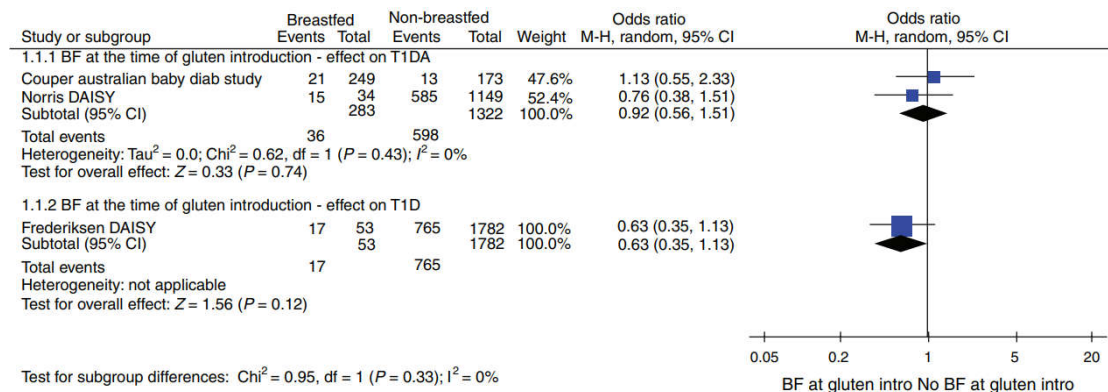 Breastfed Non-breastfed Odds ratio Odds ratio
Study or subgroup Events Total Events Total Weight M-H, random, 95% CI M-H, random, 95% CI
1.1.1 BF at the time of gluten introduction - effect on T1DA
Couper australian baby diab study 21 249 13 173 47.6% 1.13 (0.55, 2.33)
Norris DAISY 15 34 585 1149 52.4% 0.76 (0.38, 1.51)
Subtotal (95% CI) 283 1322 100.0% 0.92 (0.56, 1.51)
Total events 36 598
Heterogeneity: Tau² = 0.0; Chi² = 0.62, df = 1 (P = 0.43); I² = 0%
Test for overall effect: Z = 0.33 (P = 0.74)
1.1.2 BF at the time of gluten introduction - effect on T1D
Frederiksen DAISY 17 53 765 1782 100.0% 0.63 (0.35, 1.13)
Subtotal (95% CI) 53 1782 100.0% 0.63 (0.35, 1.13)
Total events 17 765
Heterogeneity: not applicable
Test for overall effect: Z = 1.56 (P = 0.12)
0.05 0.2 1 5 20
Test for subgroup differences: Chi² = 0.95, df = 1 (P = 0.33); I² = 0%
BF at gluten intro No BF at gluten intro